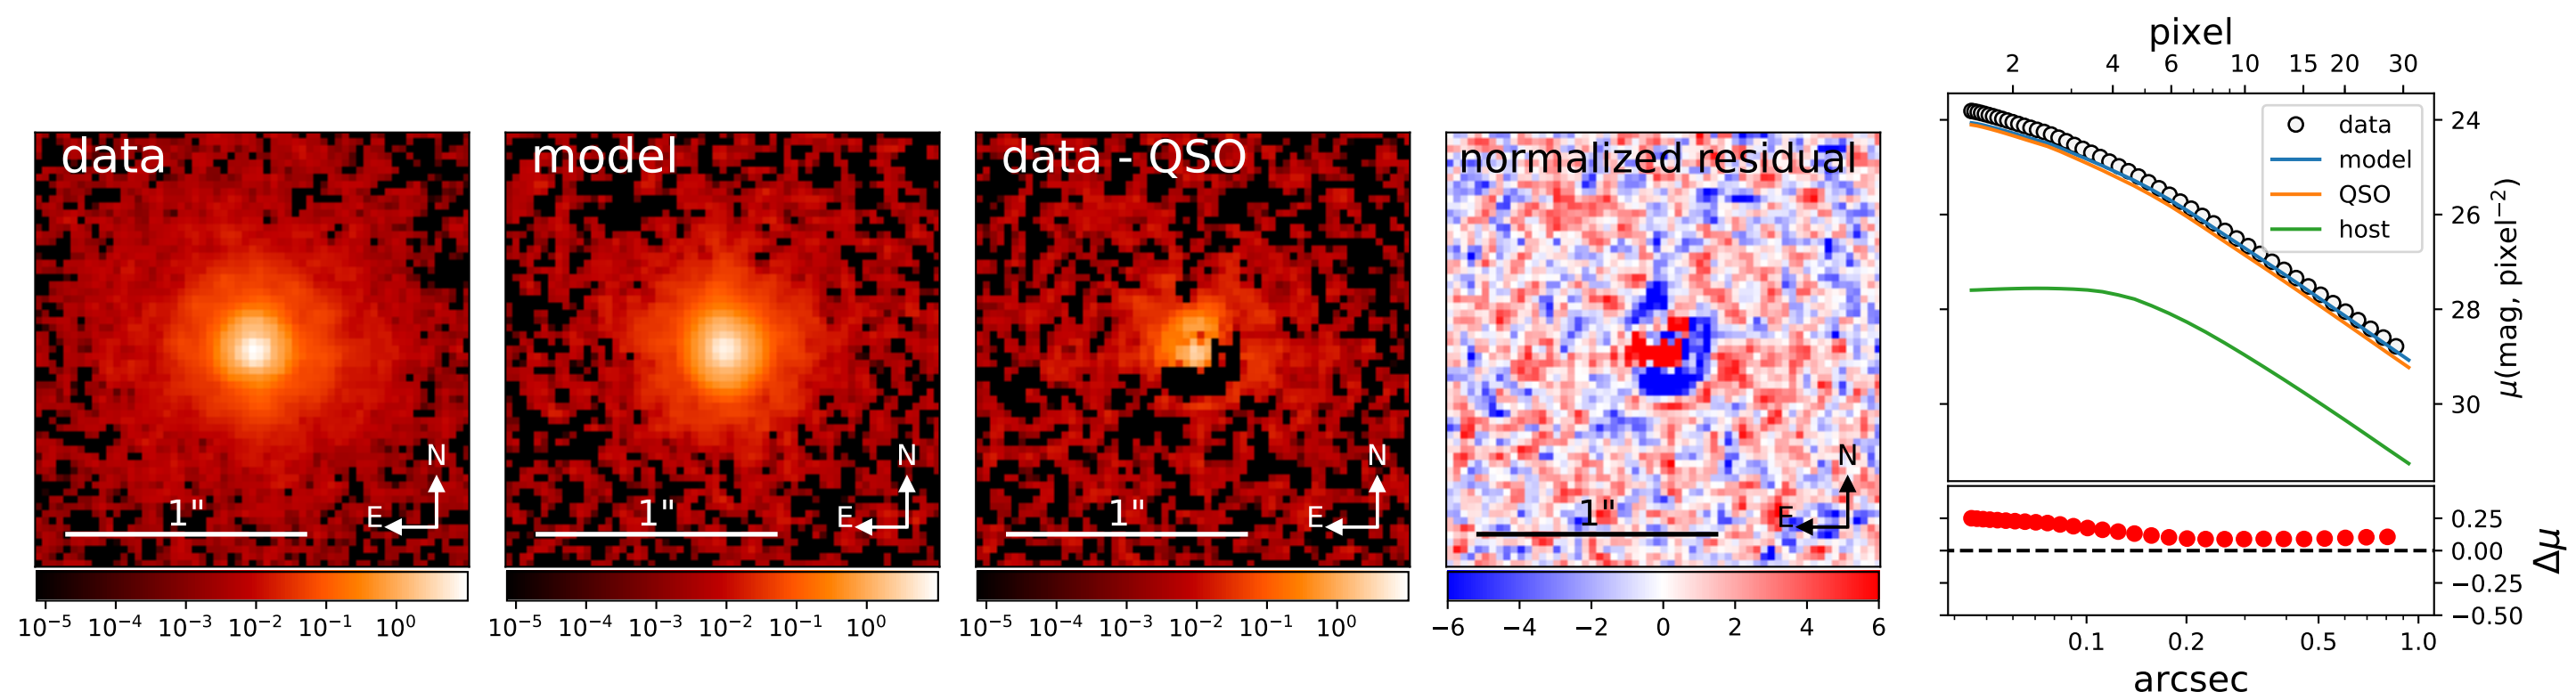 data
N
E
1"
10⁻⁵ 10⁻⁴ 10⁻³ 10⁻² 10⁻¹ 10⁰
model
N
E
1"
10⁻⁵ 10⁻⁴ 10⁻³ 10⁻² 10⁻¹ 10⁰
data - QSO
N
E
1"
10⁻⁵ 10⁻⁴ 10⁻³ 10⁻² 10⁻¹ 10⁰
normalized residual
N
E
1"
−6 −4 −2 0 2 4 6
pixel
2 4 6 10 15 20 30
data
model
QSO
host
24
26
28
30
μ(mag, pixel⁻²)
0.25
0.00
−0.25
−0.50
Δμ
0.1 0.2 0.5 1.0
arcsec